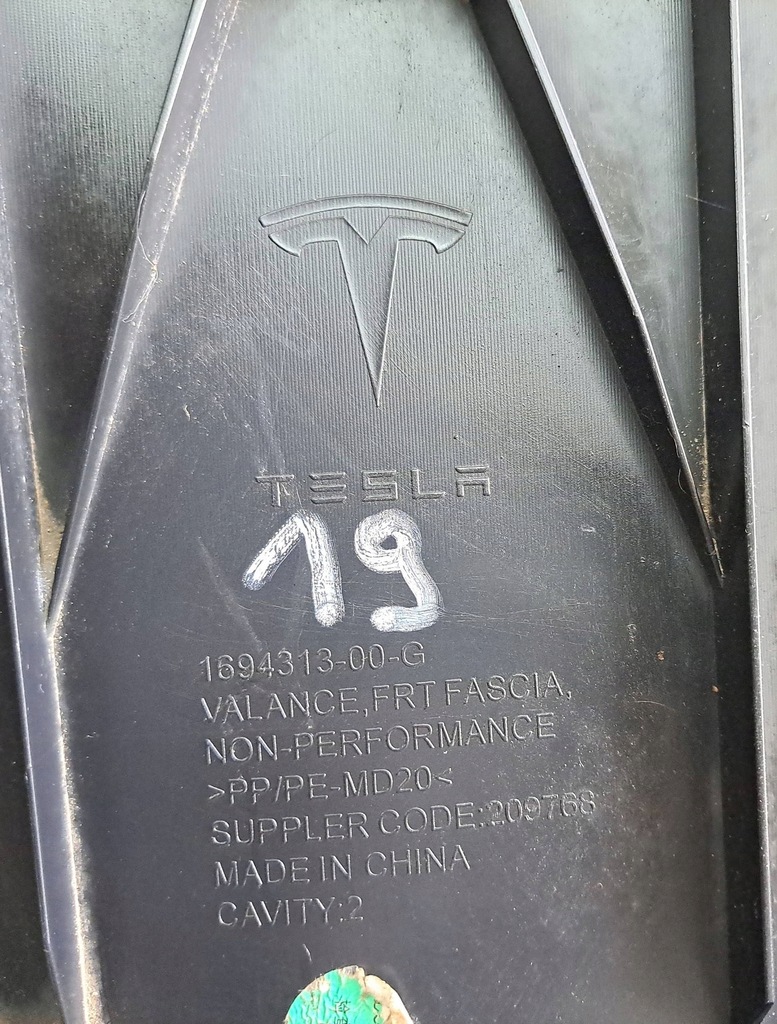 TESLA
19
1694313-00-G
VALANCE,FRT FASCIA,
NON-PERFORMANCE
>PP/PE-MD20<
SUPPLER CODE:209768
MADE IN CHINA
CAVITY:2